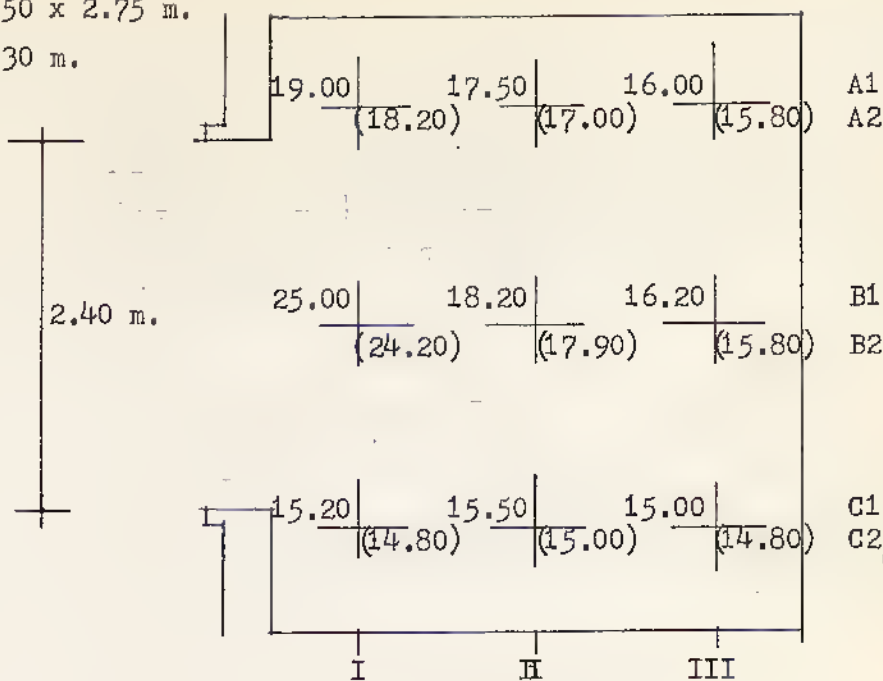 50 x 2.75 m.
30 m.
19.00 17.50 16.00 A1
(18.20) (17.00) (15.80) A2
2.40 m.
25.00 18.20 16.20 B1
(24.20) (17.90) (15.80) B2
15.20 15.50 15.00 C1
(14.80) (15.00) (14.80) C2
I II III